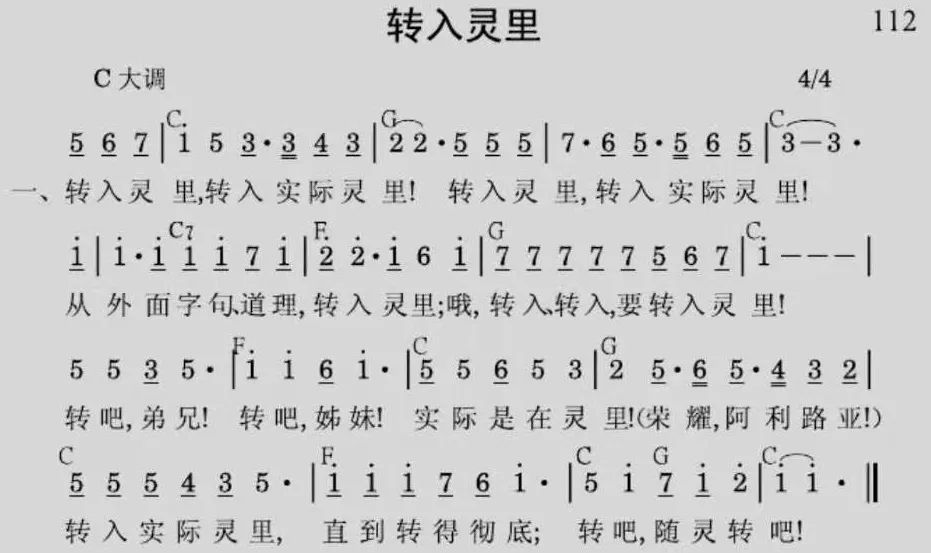 转入灵里 112
C 大调 4/4
C G C
5 6 7 | 1 5 3·3 4 3 | 2 2·5 5 5 | 7·6 5·5 6 5 | 3–3·
一、转入灵 里,转入 实际灵 里! 转入灵 里,转入 实际灵 里!
C7 F G C
1 | 1·1 1 1 7 1 | 2 2·1 6 1 | 7 7 7 7 7 5 6 7 | 1 – – – |
从 外 面 字 句、道理,转入 灵里;哦,转入、转入,要转入灵 里!
F C G
5 5 3 5· | 1 1 6 1· | 5 5 6 5 3 | 2 5·6 5·4 3 2 |
转吧,弟兄! 转吧,姊妹! 实际是在灵 里!(荣 耀,阿利路亚!)
C F C G C
5 5 5 4 3 5· | 1 1 1 7 6 1· | 5 1 7 1 2 | 1 1· ‖
转入实际灵里, 直到转得彻底; 转吧,随灵转 吧!